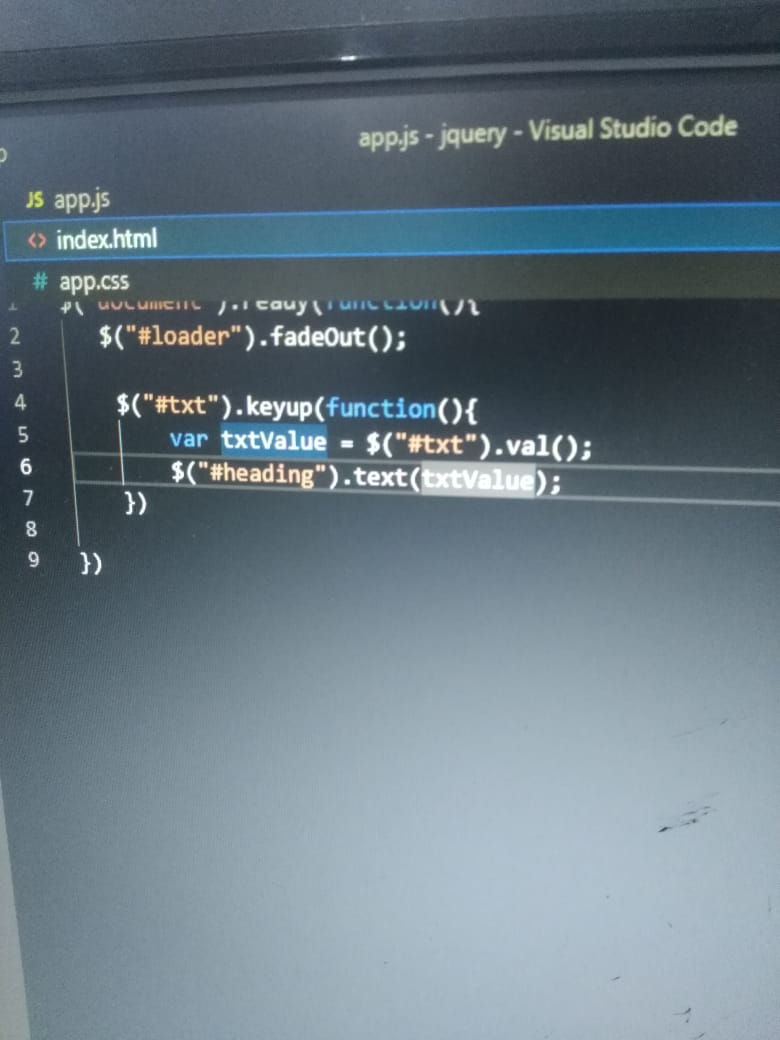 app.js - jquery - Visual Studio Code
JS app.js
<> index.html
# app.css
1 $("document").ready(function(){
2 $("#loader").fadeOut();
3
4 $("#txt").keyup(function(){
5 var txtValue = $("#txt").val();
6 $("#heading").text(txtValue);
7 })
8
9 })